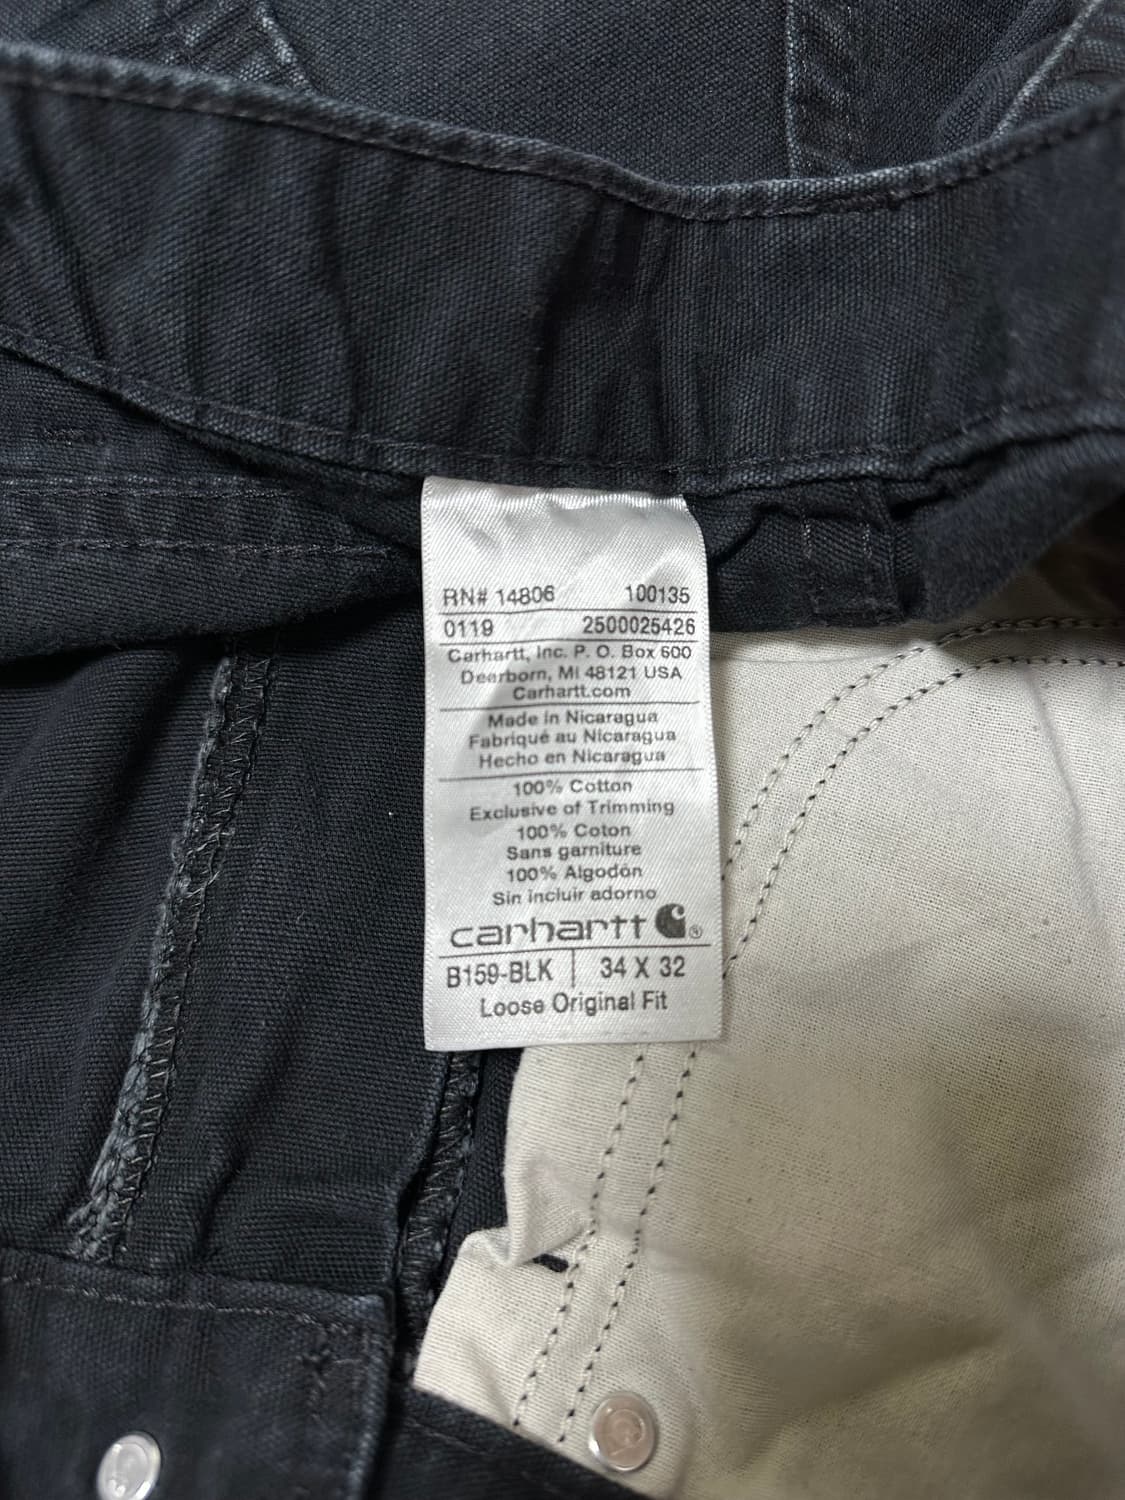 RN# 14806 100135
0119 2500025426
Carhartt, Inc. P. O. Box 600
Dearborn, MI 48121 USA
Carhartt.com
Made in Nicaragua
Fabriqué au Nicaragua
Hecho en Nicaragua
100% Cotton
Exclusive of Trimming
100% Coton
Sans garniture
100% Algodón
Sin incluir adorno
carhartt ®
B159-BLK | 34 X 32
Loose Original Fit